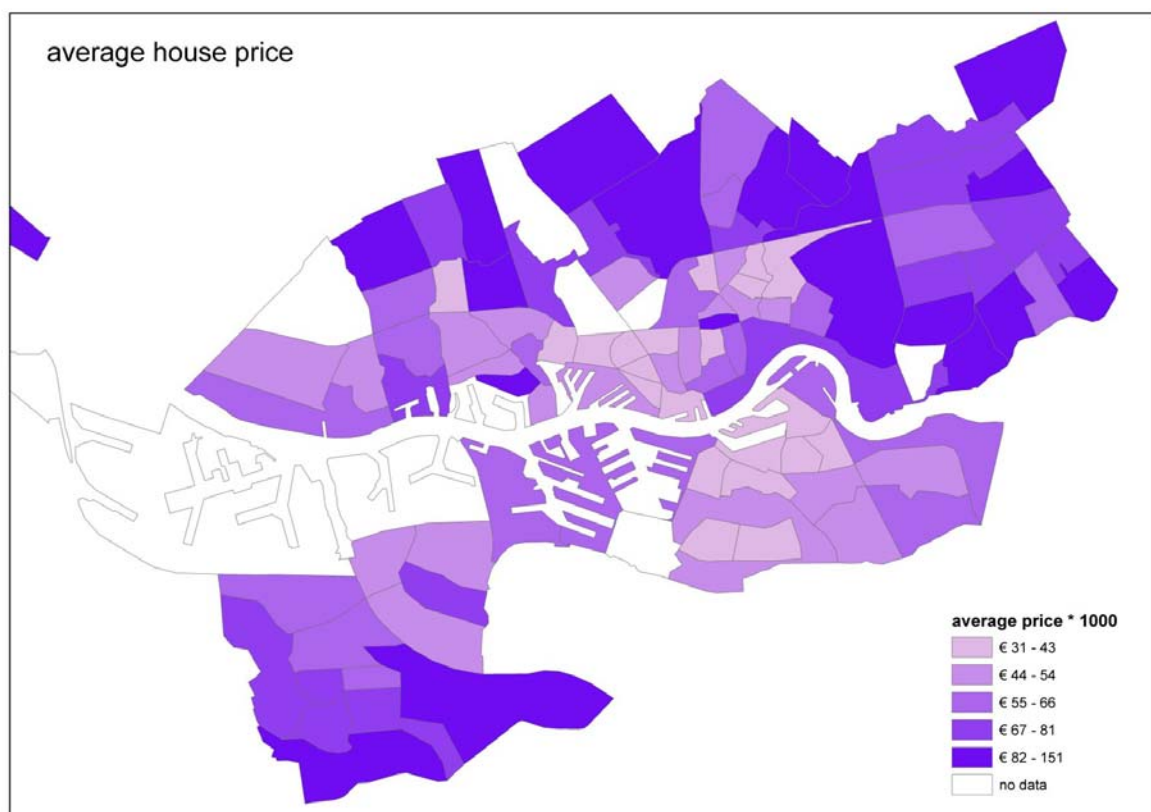 average house price
average price * 1000
€ 31 - 43
€ 44 - 54
€ 55 - 66
€ 67 - 81
€ 82 - 151
no data